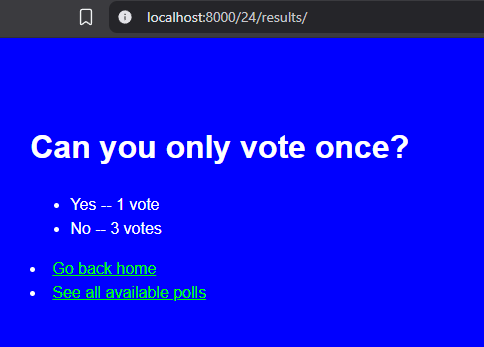 localhost:8000/24/results/
Can you only vote once?
Yes -- 1 vote
No -- 3 votes
Go back home
See all available polls